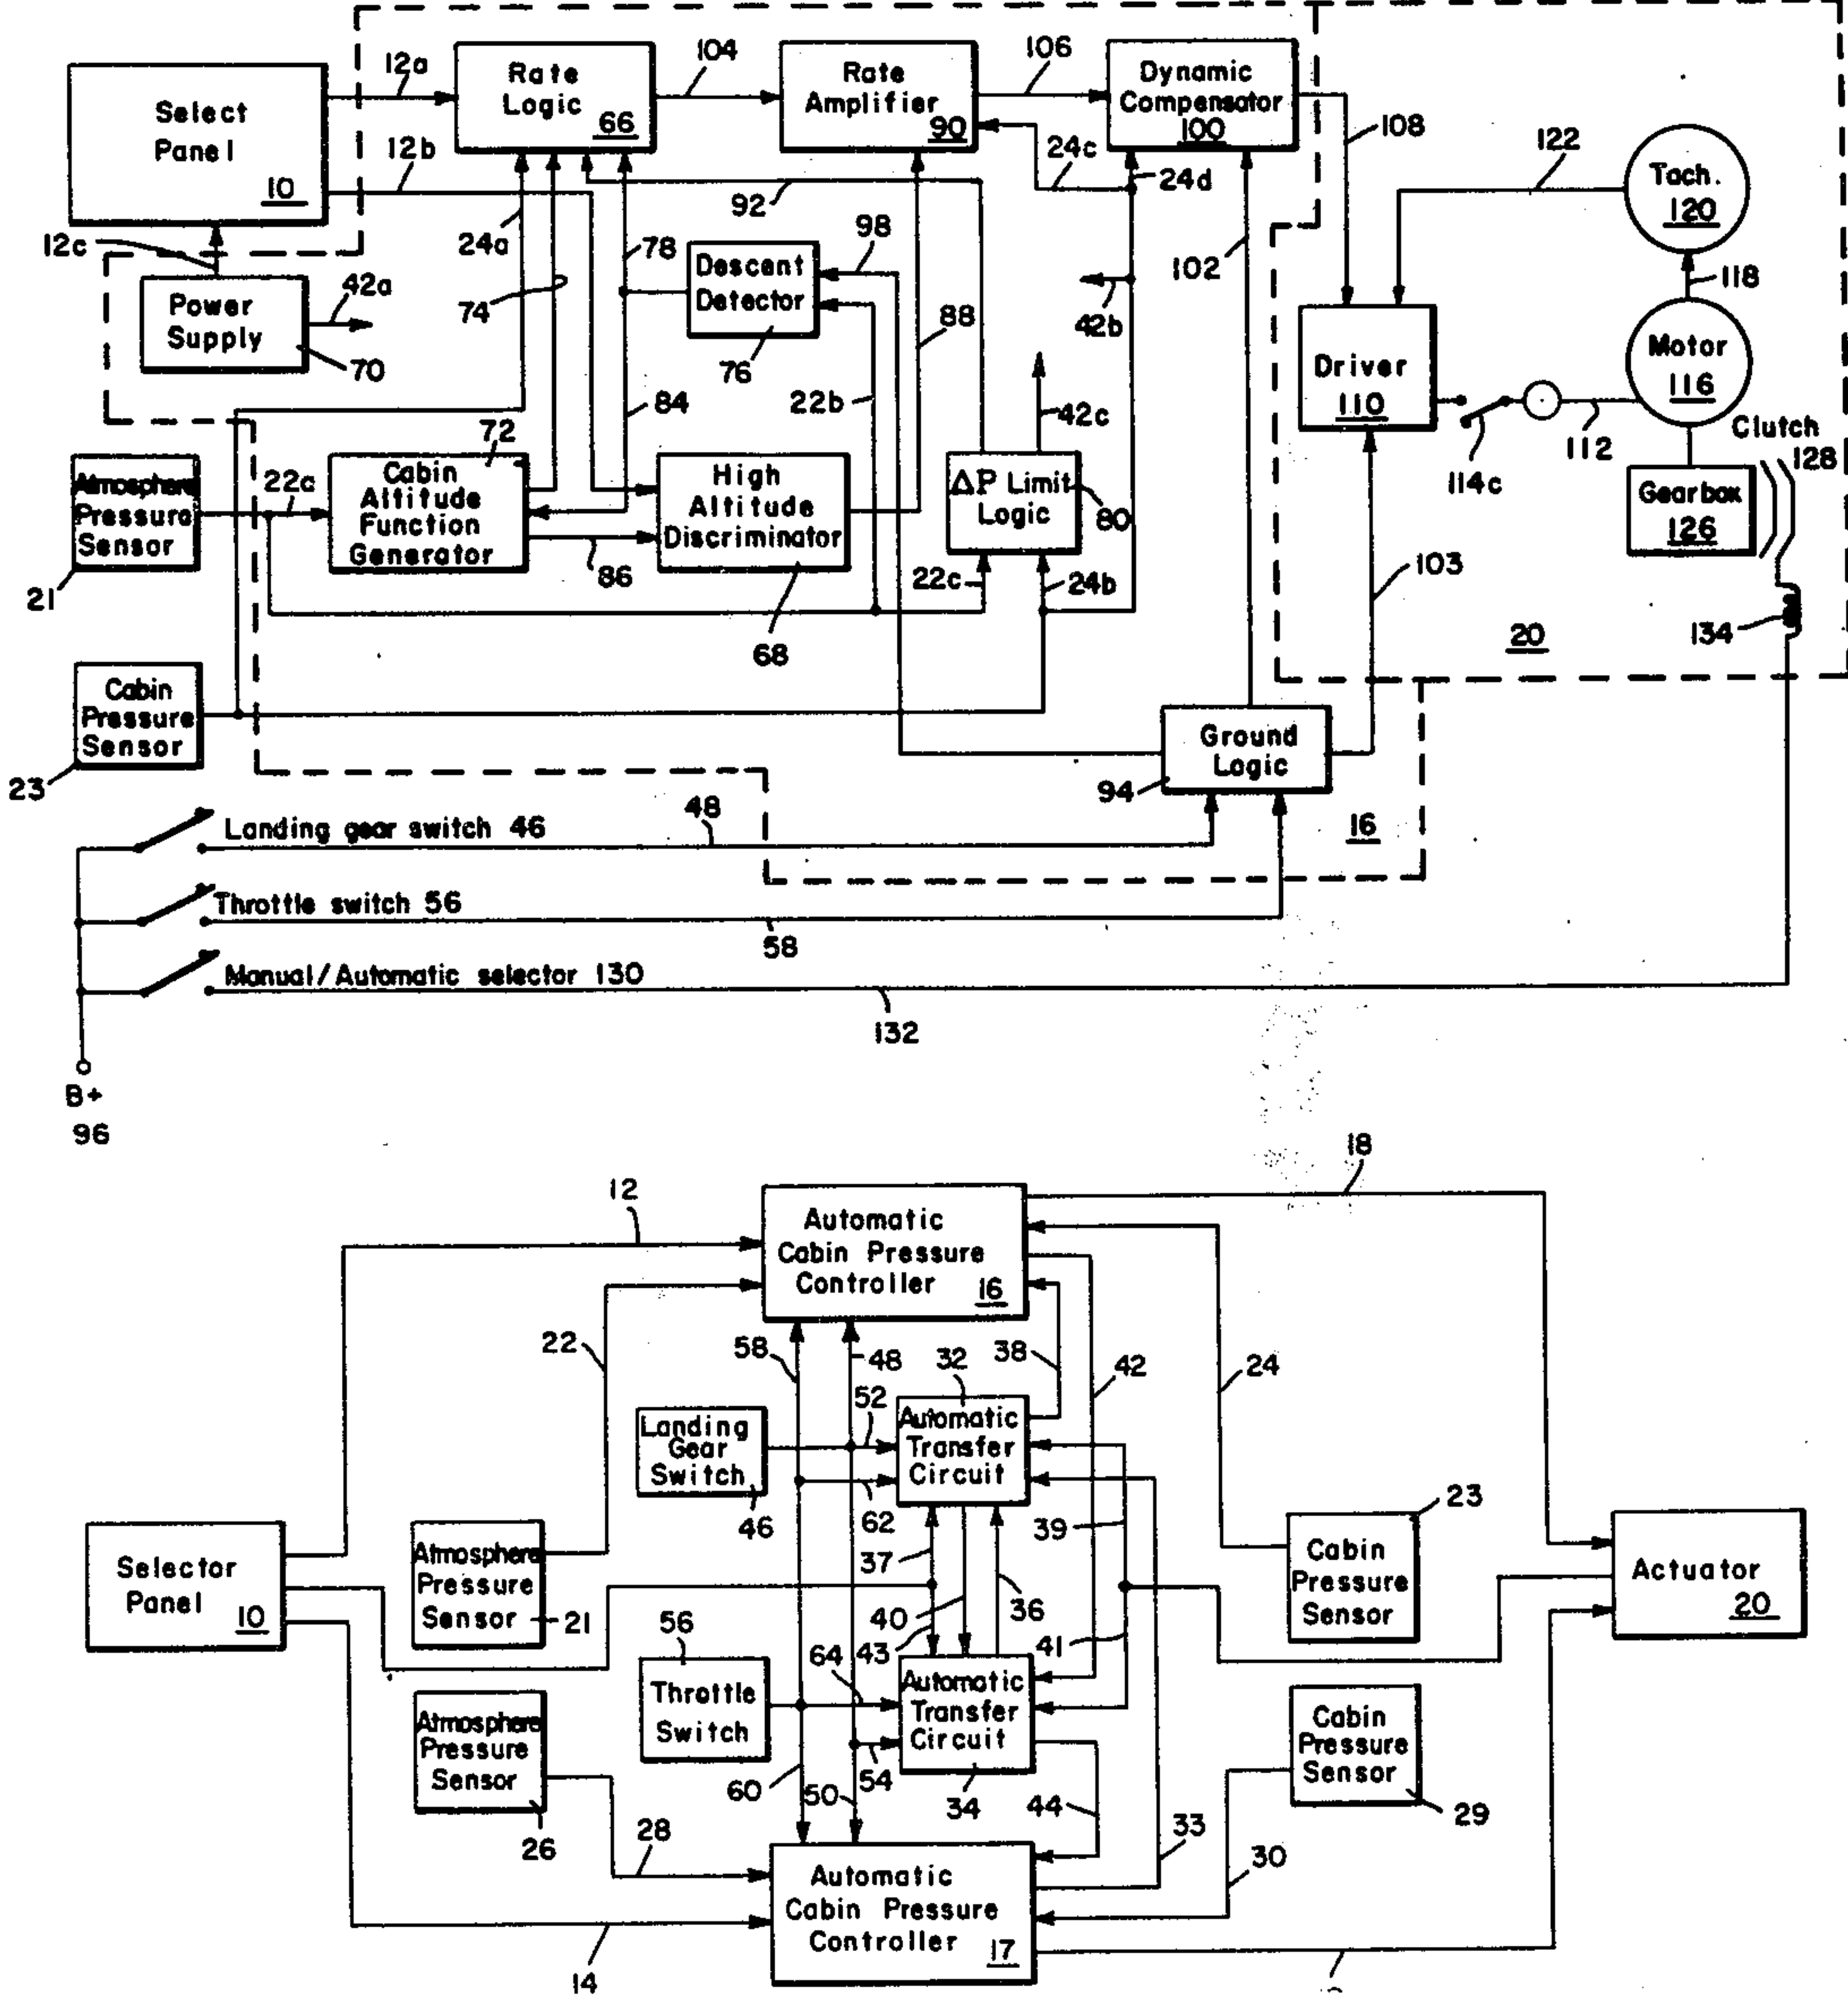 12a
Rate
Logic
66
104
Rate
Amplifier
90
106
Dynamic
Compensator
100
108
Select
Panel
10
12b
12c
24a
92
24c
24d
122
Tach.
120
118
Power
Supply
70
42a
74
78
Descent
Detector
76
98
88
42b
102
Driver
110
Motor
116
84
22b
42c
114c
112
Clutch
128
Gearbox
126
Atmosphere
Pressure
Sensor
21
22a
72
Cabin
Altitude
Function
Generator
86
High
Altitude
Discriminator
68
ΔP Limit
Logic
80
22c
24b
103
134
20
Cabin
Pressure
Sensor
23
Ground
Logic
94
16
Landing gear switch 46
48
Throttle switch 56
58
Manual/Automatic selector 130
132
B+
96
12
Automatic
Cabin Pressure
Controller
16
18
22
58
48
38
42
24
32
52
Landing
Gear
Switch
46
Automatic
Transfer
Circuit
62
39
23
37
40
36
43
41
Selector
Panel
10
Atmosphere
Pressure
Sensor
21
Cabin
Pressure
Sensor
Actuator
20
56
Throttle
Switch
64
Automatic
Transfer
Circuit
34
54
60
50
44
33
Atmosphere
Pressure
Sensor
26
28
Cabin
Pressure
Sensor
29
30
14
Automatic
Cabin Pressure
Controller
17